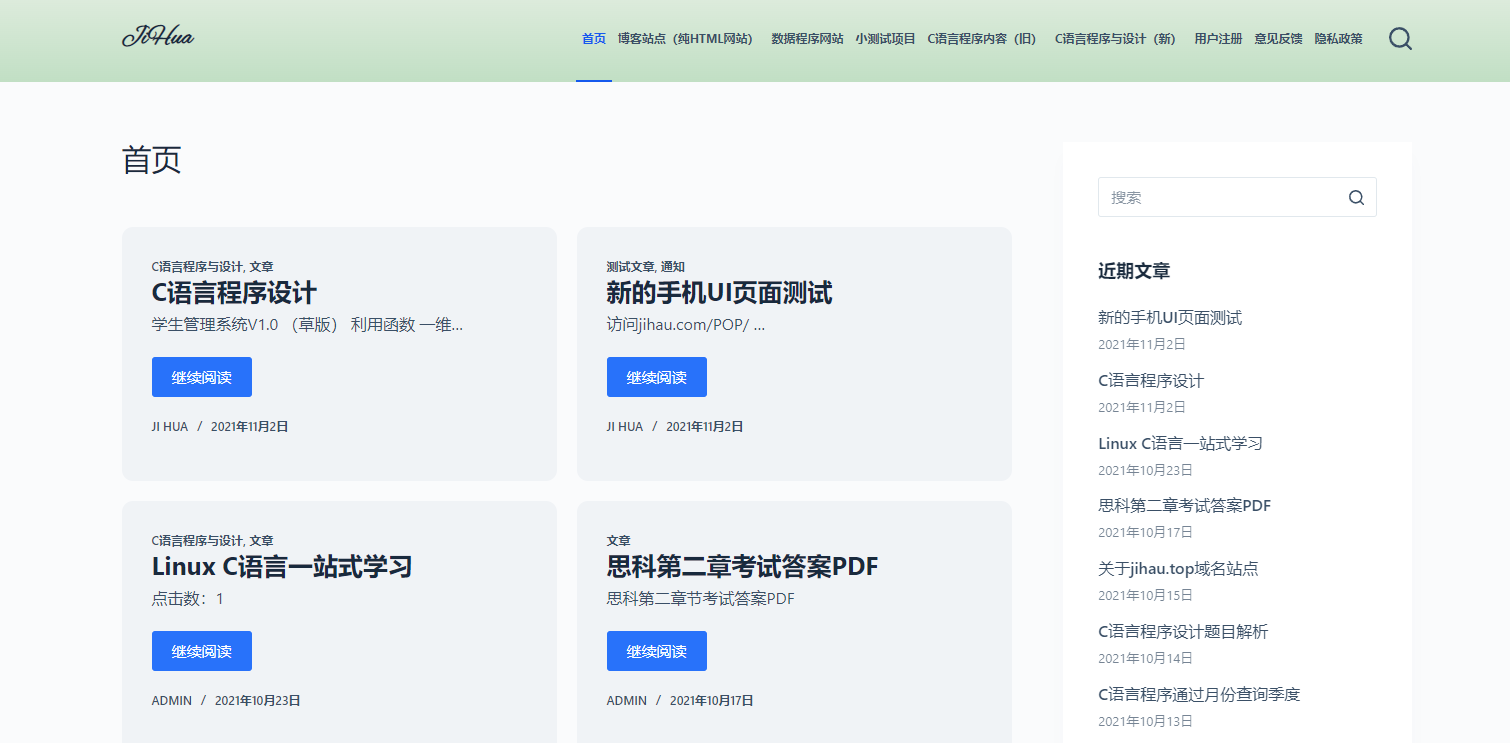 JiHua
首页 博客站点（纯HTML网站） 数据程序网站 小测试项目 C语言程序内容（旧） C语言程序与设计（新） 用户注册 意见反馈 隐私政策
首页
C语言程序与设计, 文章
C语言程序设计
学生管理系统V1.0 （草版） 利用函数 一维...
继续阅读
JI HUA / 2021年11月2日
测试文章, 通知
新的手机UI页面测试
访问jihau.com/POP/ ...
继续阅读
JI HUA / 2021年11月2日
C语言程序与设计, 文章
Linux C语言一站式学习
点击数：1
继续阅读
ADMIN / 2021年10月23日
文章
思科第二章考试答案PDF
思科第二章节考试答案PDF
继续阅读
ADMIN / 2021年10月17日
搜索
近期文章
新的手机UI页面测试
2021年11月2日
C语言程序设计
2021年11月2日
Linux C语言一站式学习
2021年10月23日
思科第二章考试答案PDF
2021年10月17日
关于jihau.top域名站点
2021年10月15日
C语言程序设计题目解析
2021年10月14日
C语言程序通过月份查询季度
2021年10月13日